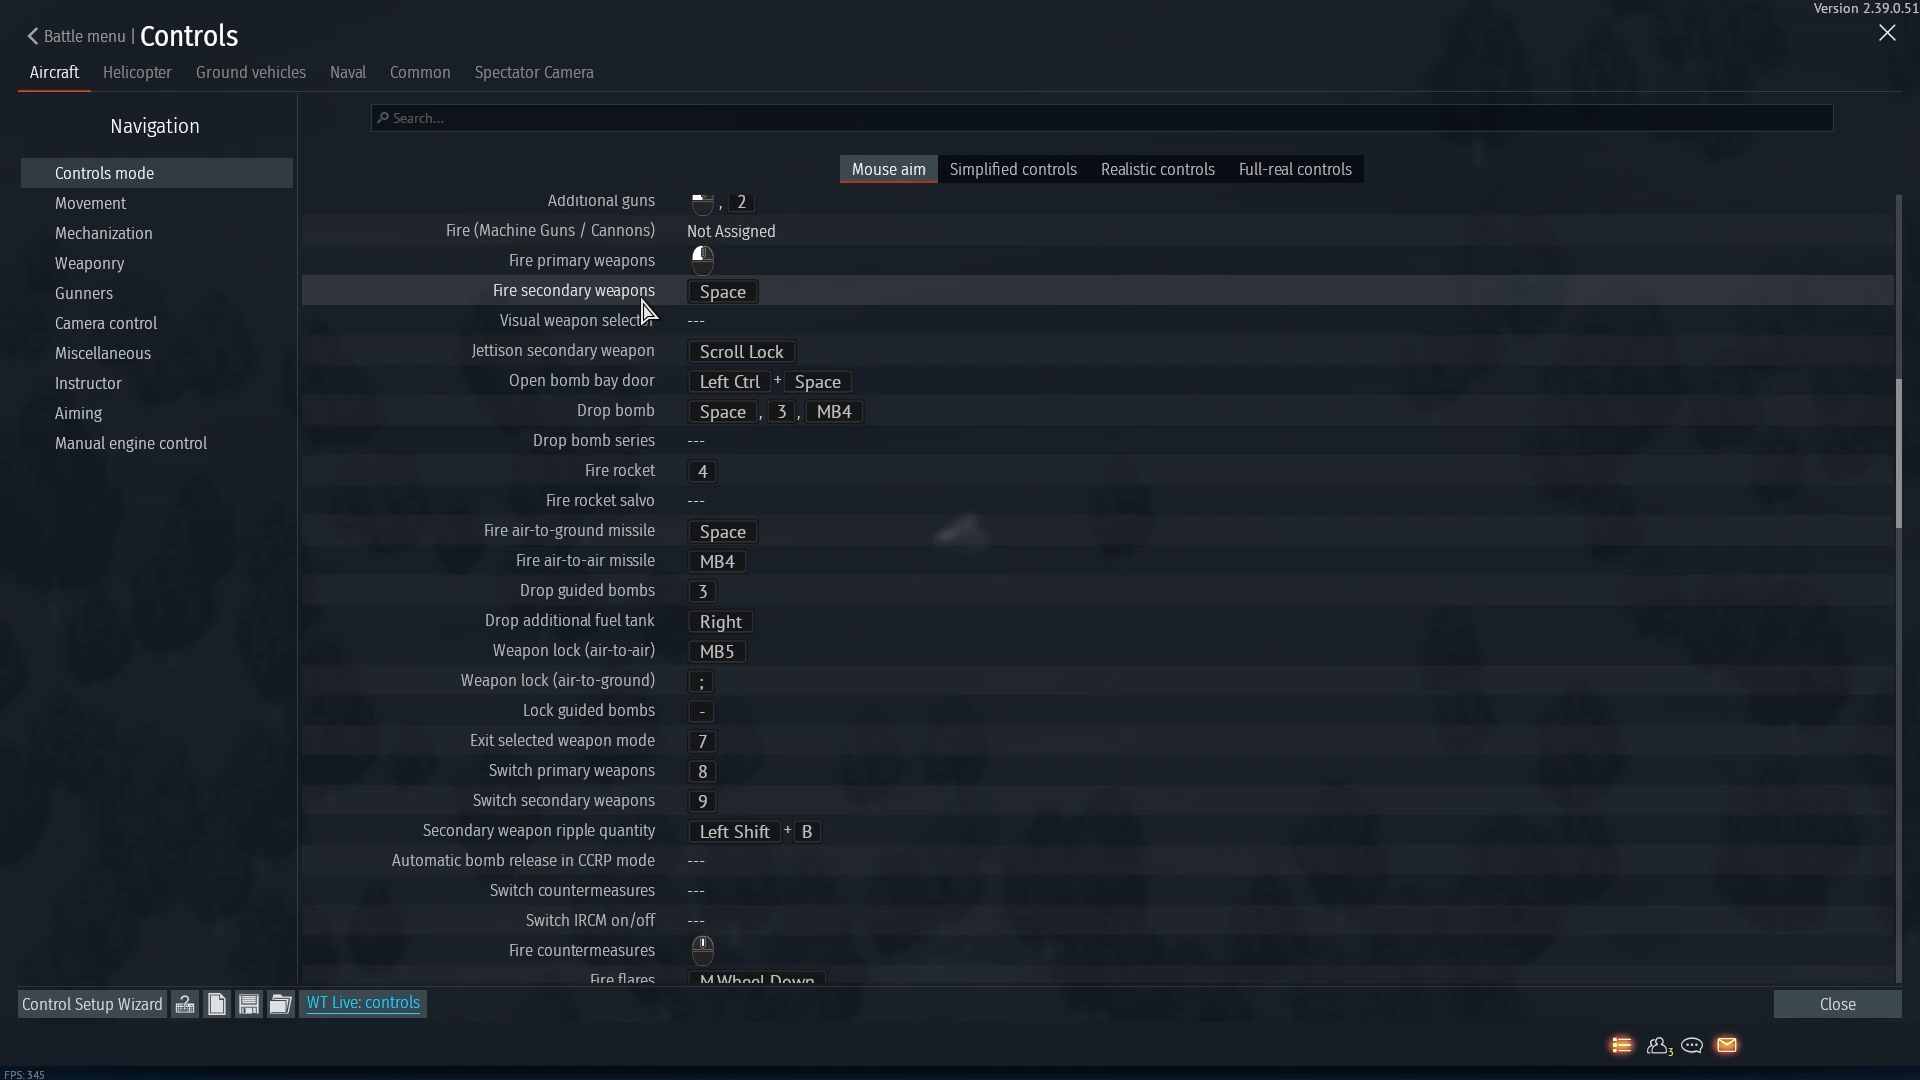 Version 2.39.0.51
Battle menu | Controls
Aircraft Helicopter Ground vehicles Naval Common Spectator Camera
Navigation
Search...
Controls mode
Movement
Mechanization
Weaponry
Gunners
Camera control
Miscellaneous
Instructor
Aiming
Manual engine control
Mouse aim Simplified controls Realistic controls Full-real controls
Additional guns , 2
Fire (Machine Guns / Cannons) Not Assigned
Fire primary weapons
Fire secondary weapons Space
Visual weapon selector ---
Jettison secondary weapon Scroll Lock
Open bomb bay door Left Ctrl + Space
Drop bomb Space , 3 , MB4
Drop bomb series ---
Fire rocket 4
Fire rocket salvo ---
Fire air-to-ground missile Space
Fire air-to-air missile MB4
Drop guided bombs 3
Drop additional fuel tank Right
Weapon lock (air-to-air) MB5
Weapon lock (air-to-ground) ;
Lock guided bombs -
Exit selected weapon mode 7
Switch primary weapons 8
Switch secondary weapons 9
Secondary weapon ripple quantity Left Shift + B
Automatic bomb release in CCRP mode ---
Switch countermeasures ---
Switch IRCM on/off ---
Fire countermeasures
Fire flares M.Wheel Down
Control Setup Wizard WT Live: controls Close
3
FPS: 345